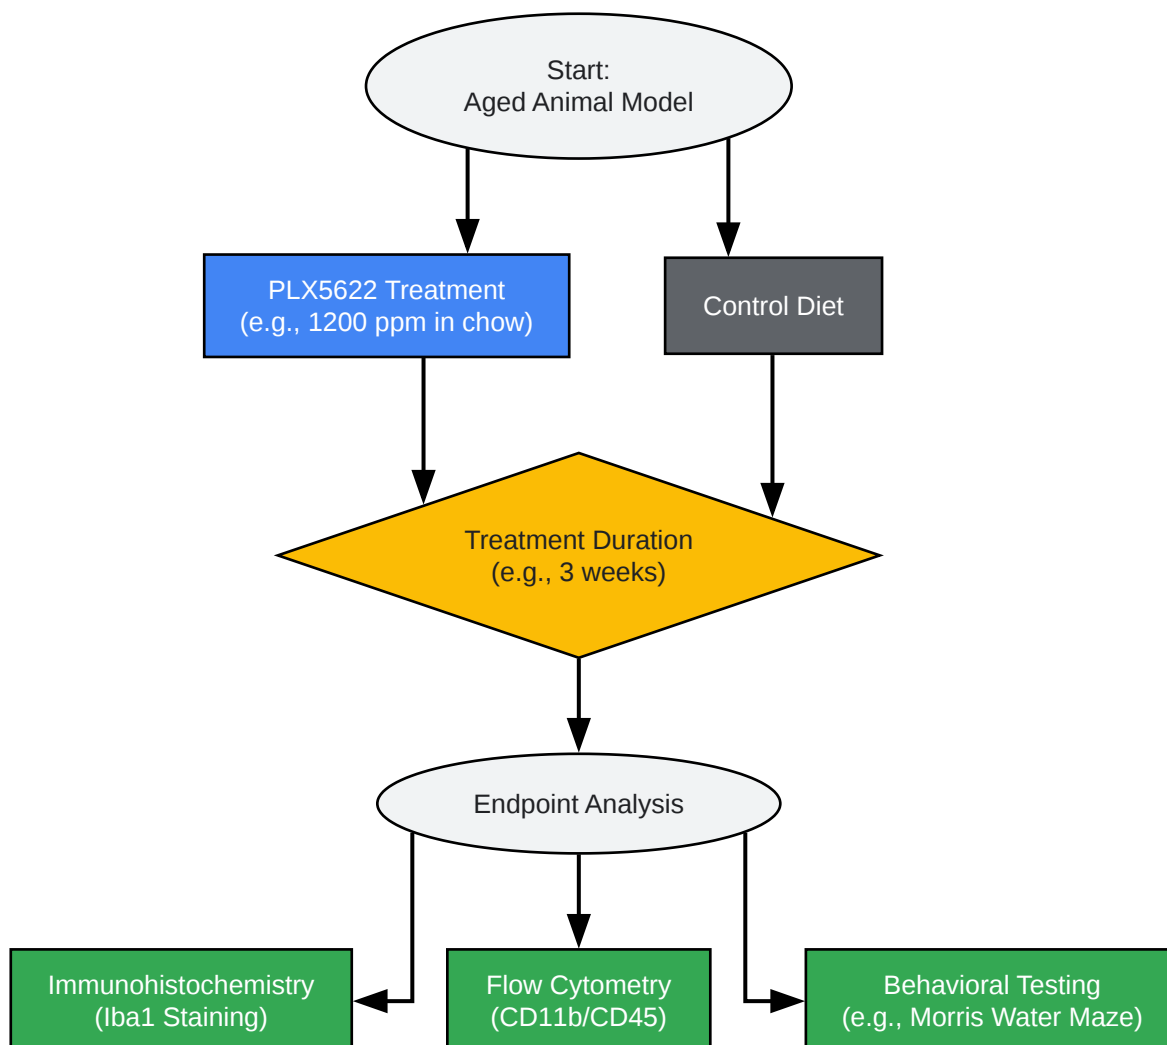 Start:
Aged Animal Model
PLX5622 Treatment
(e.g., 1200 ppm in chow)
Control Diet
Treatment Duration
(e.g., 3 weeks)
Endpoint Analysis
Immunohistochemistry
(Iba1 Staining)
Flow Cytometry
(CD11b/CD45)
Behavioral Testing
(e.g., Morris Water Maze)